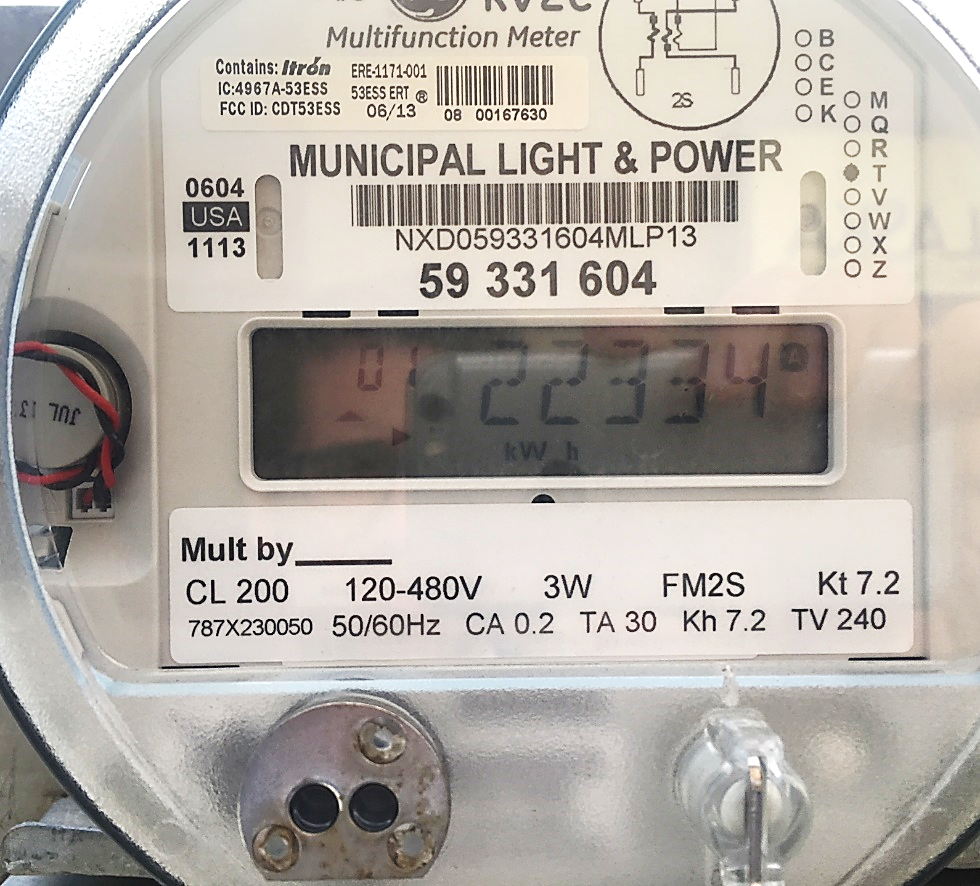 KV2c
Multifunction Meter
Contains: Itrón ERE-1171-001
IC:4967A-53ESS 53ESS ERT ®
FCC ID: CDT53ESS 06/13 08 00167630
2S
B
C
E
K
M
Q
R
T
V
W
X
Z
MUNICIPAL LIGHT & POWER
0604
USA
1113
NXD059331604MLP13
59 331 604
01 22334 A
kW h
JUL 13
Mult by
CL 200 120-480V 3W FM2S Kt 7.2
787X230050 50/60Hz CA 0.2 TA 30 Kh 7.2 TV 240